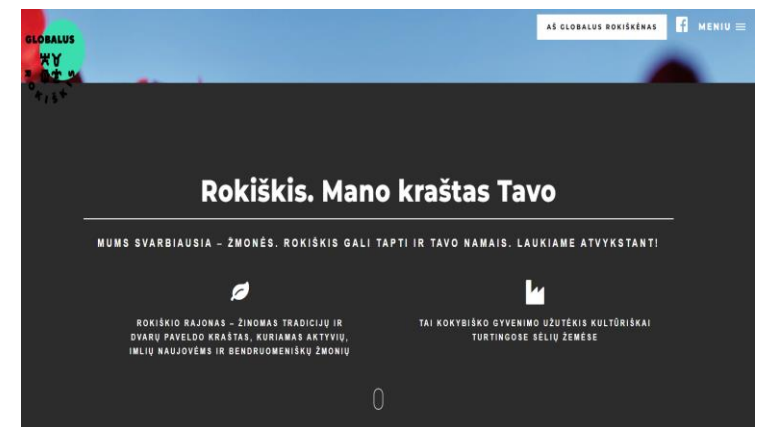 GLOBALUS
ROKIŠKIS
AŠ GLOBALUS ROKIŠKĖNAS
f
MENIU
Rokiškis. Mano kraštas Tavo
MUMS SVARBIAUSIA – ŽMONĖS. ROKIŠKIS GALI TAPTI IR TAVO NAMAIS. LAUKIAME ATVYKSTANT!
ROKIŠKIO RAJONAS – ŽINOMAS TRADICIJŲ IR
DVARŲ PAVELDO KRAŠTAS, KURIAMAS AKTYVIŲ,
IMLIŲ NAUJOVĖMS IR BENDRUOMENIŠKŲ ŽMONIŲ
TAI KOKYBIŠKO GYVENIMO UŽUTĖKIS KULTŪRIŠKAI
TURTINGOSE SĖLIŲ ŽEMĖSE